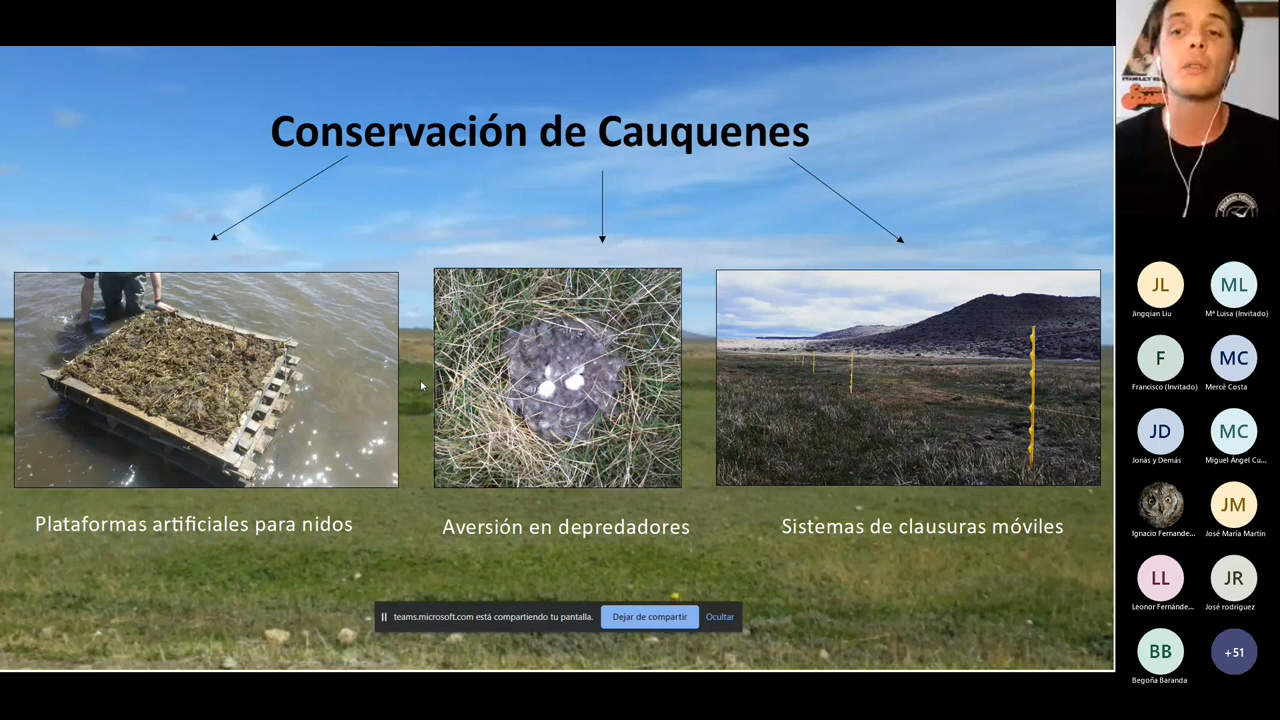 Conservación de Cauquenes
Plataformas artificiales para nidos
Aversión en depredadores
Sistemas de clausuras móviles
teams.microsoft.com está compartiendo tu pantalla.
Dejar de compartir
Ocultar
JL
ML
Jingqian Liu
Mª Luisa (Invitado)
F
MC
Francisco (Invitado)
Mercè Costa
JD
MC
Jonás y Demás
Miguel Ángel Cu...
JM
Ignacio Fernande...
José María Martín
LL
JR
Leonor Fernánde...
José rodriguez
BB
+51
Begoña Baranda